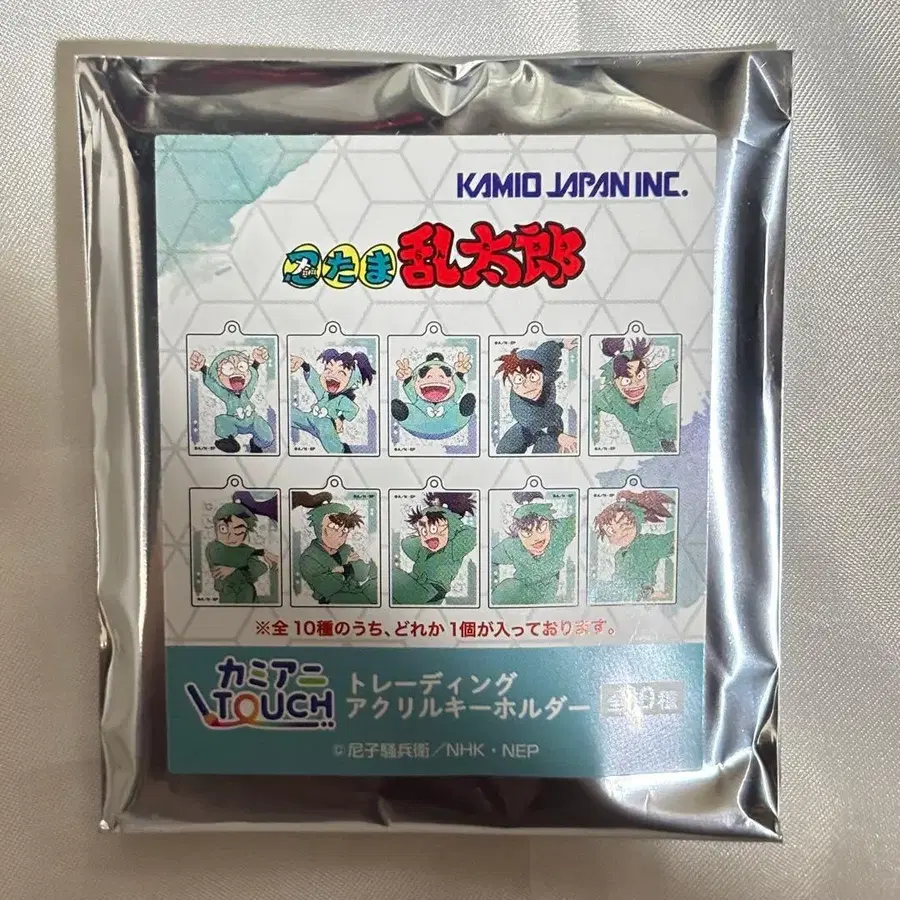 KAMIO JAPAN INC.
忍たま乱太郎
※全10種のうち、どれか1個が入っております。
カミアニ
TOUCH
トレーディング
アクリルキーホルダー
全10種
©尼子騒兵衛／NHK・NEP